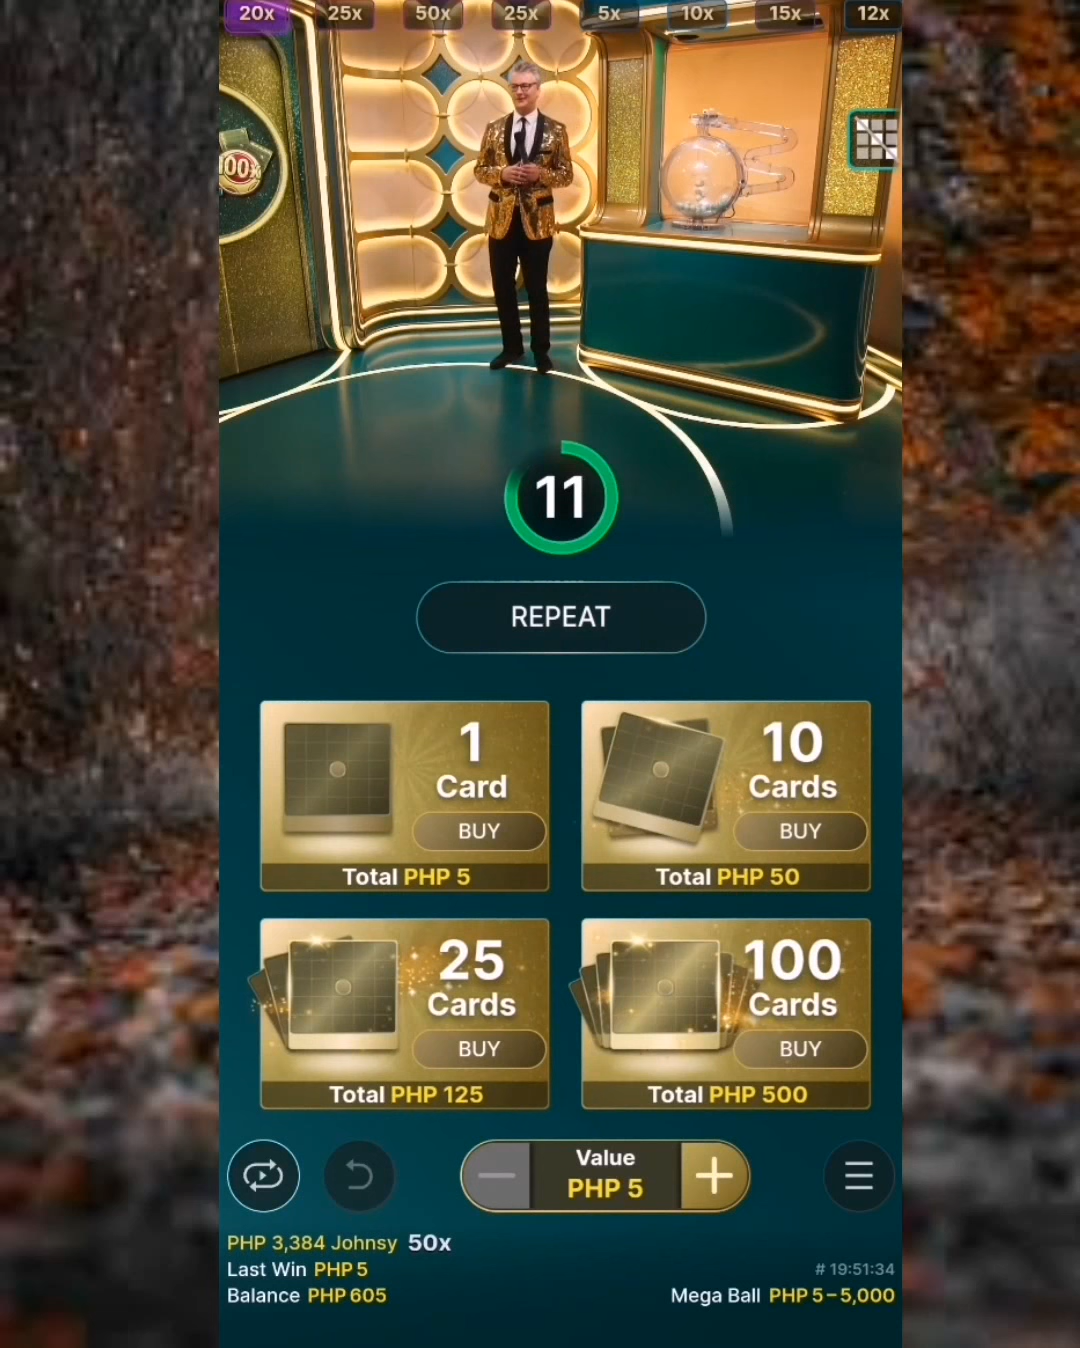 20x 25x 50x 25x 5x 10x 15x 12x
100x
11
REPEAT
1
Card
BUY
Total PHP 5
10
Cards
BUY
Total PHP 50
25
Cards
BUY
Total PHP 125
100
Cards
BUY
Total PHP 500
Value
PHP 5
PHP 3,384 Johnsy 50x
Last Win PHP 5
# 19:51:34
Balance PHP 605
Mega Ball PHP 5–5,000